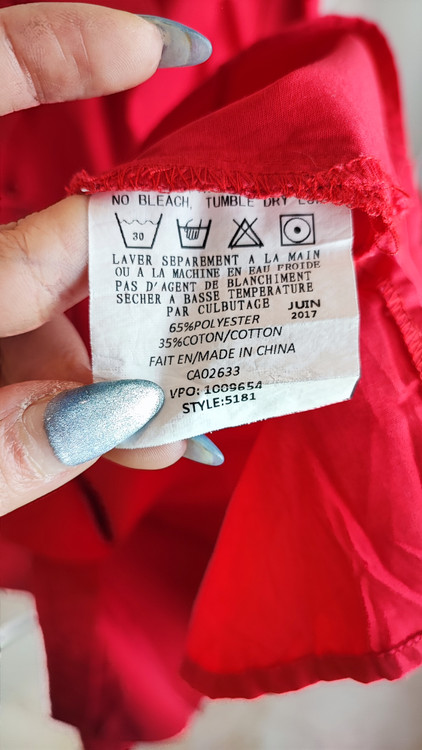 NO BLEACH, TUMBLE DRY
30
LAVER SEPAREMENT A LA MAIN
OU A LA MACHINE EN EAU FROIDE
PAS D'AGENT DE BLANCHIMENT
SECHER A BASSE TEMPERATURE
PAR CULBUTAGE
JUIN
2017
65%POLYESTER
35%COTON/COTTON
FAIT EN/MADE IN CHINA
CA02633
VPO: 1009654
STYLE:5181